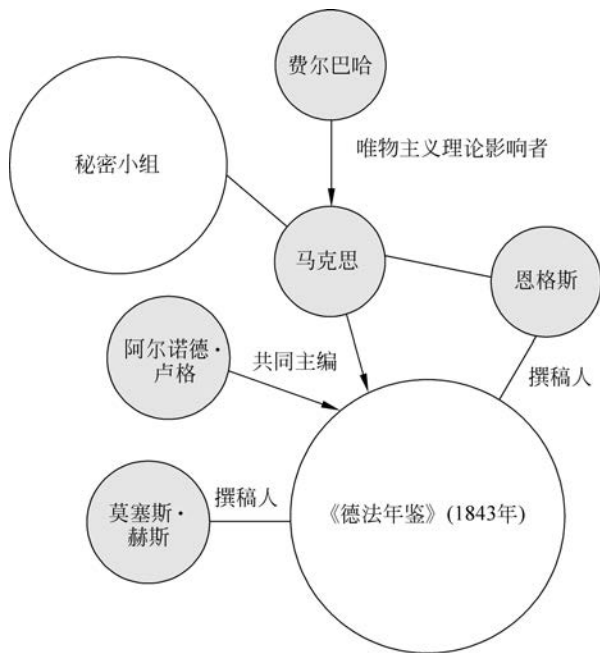 费尔巴哈
唯物主义理论影响者
秘密小组
马克思
恩格斯
阿尔诺德·
卢格
共同主编
撰稿人
莫塞斯·
赫斯
撰稿人
《德法年鉴》(1843年)